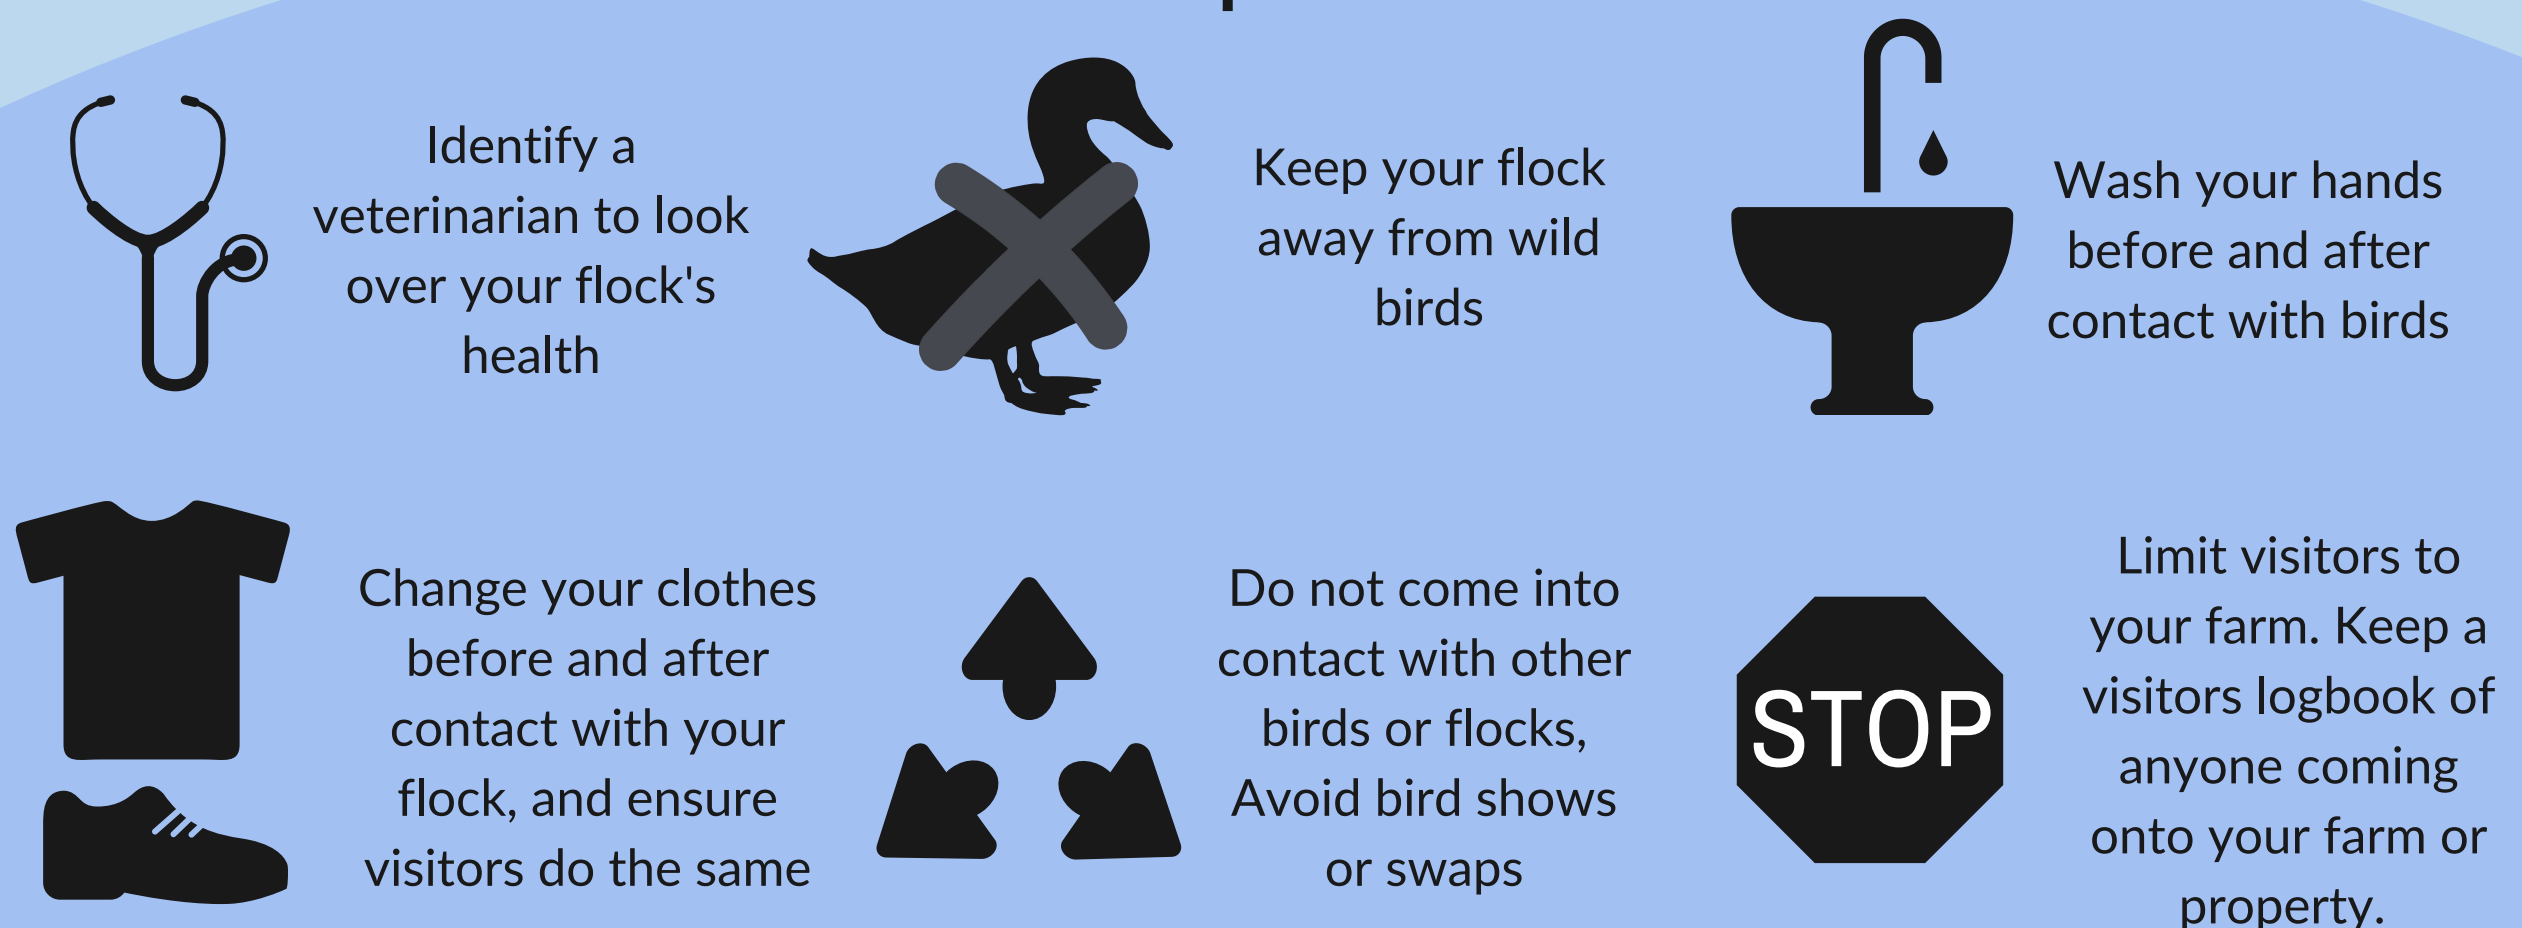 Identify a
veterinarian to look
over your flock's
health
Keep your flock
away from wild
birds
Wash your hands
before and after
contact with birds
Change your clothes
before and after
contact with your
flock, and ensure
visitors do the same
Do not come into
contact with other
birds or flocks,
Avoid bird shows
or swaps
STOP
Limit visitors to
your farm. Keep a
visitors logbook of
anyone coming
onto your farm or
property.